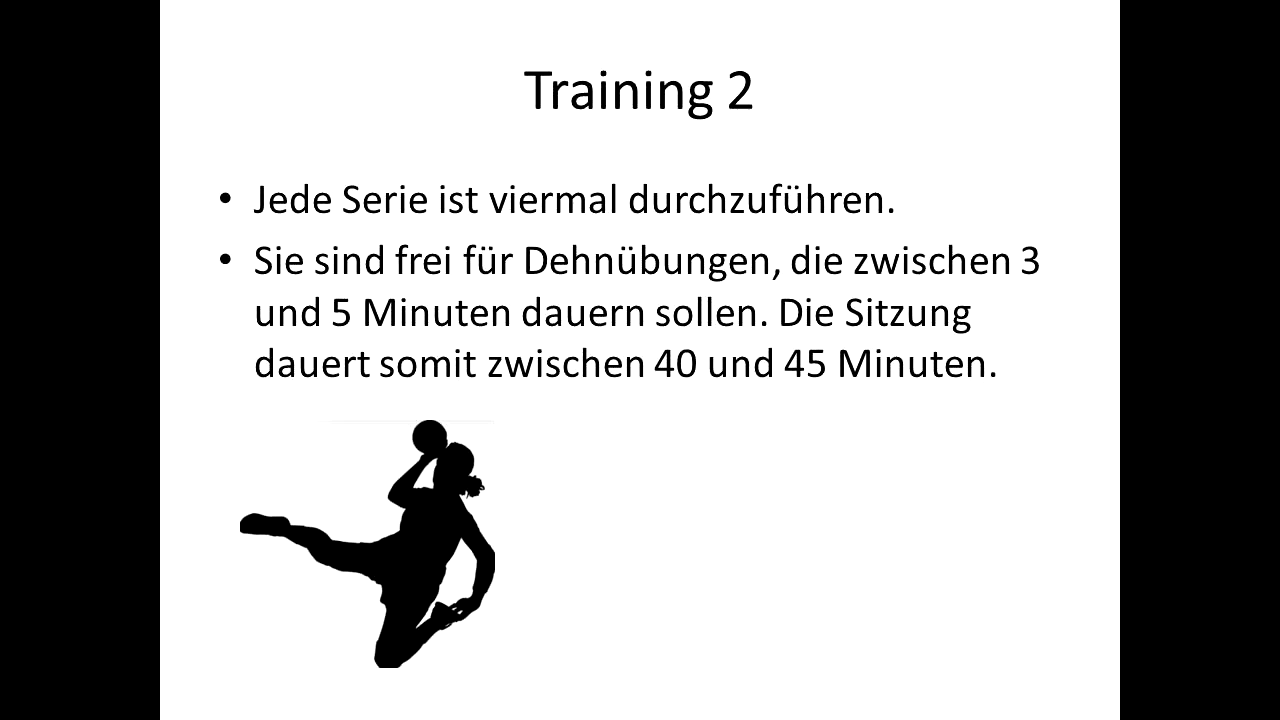 Training 2
• Jede Serie ist viermal durchzuführen.
• Sie sind frei für Dehnübungen, die zwischen 3
und 5 Minuten dauern sollen. Die Sitzung
dauert somit zwischen 40 und 45 Minuten.